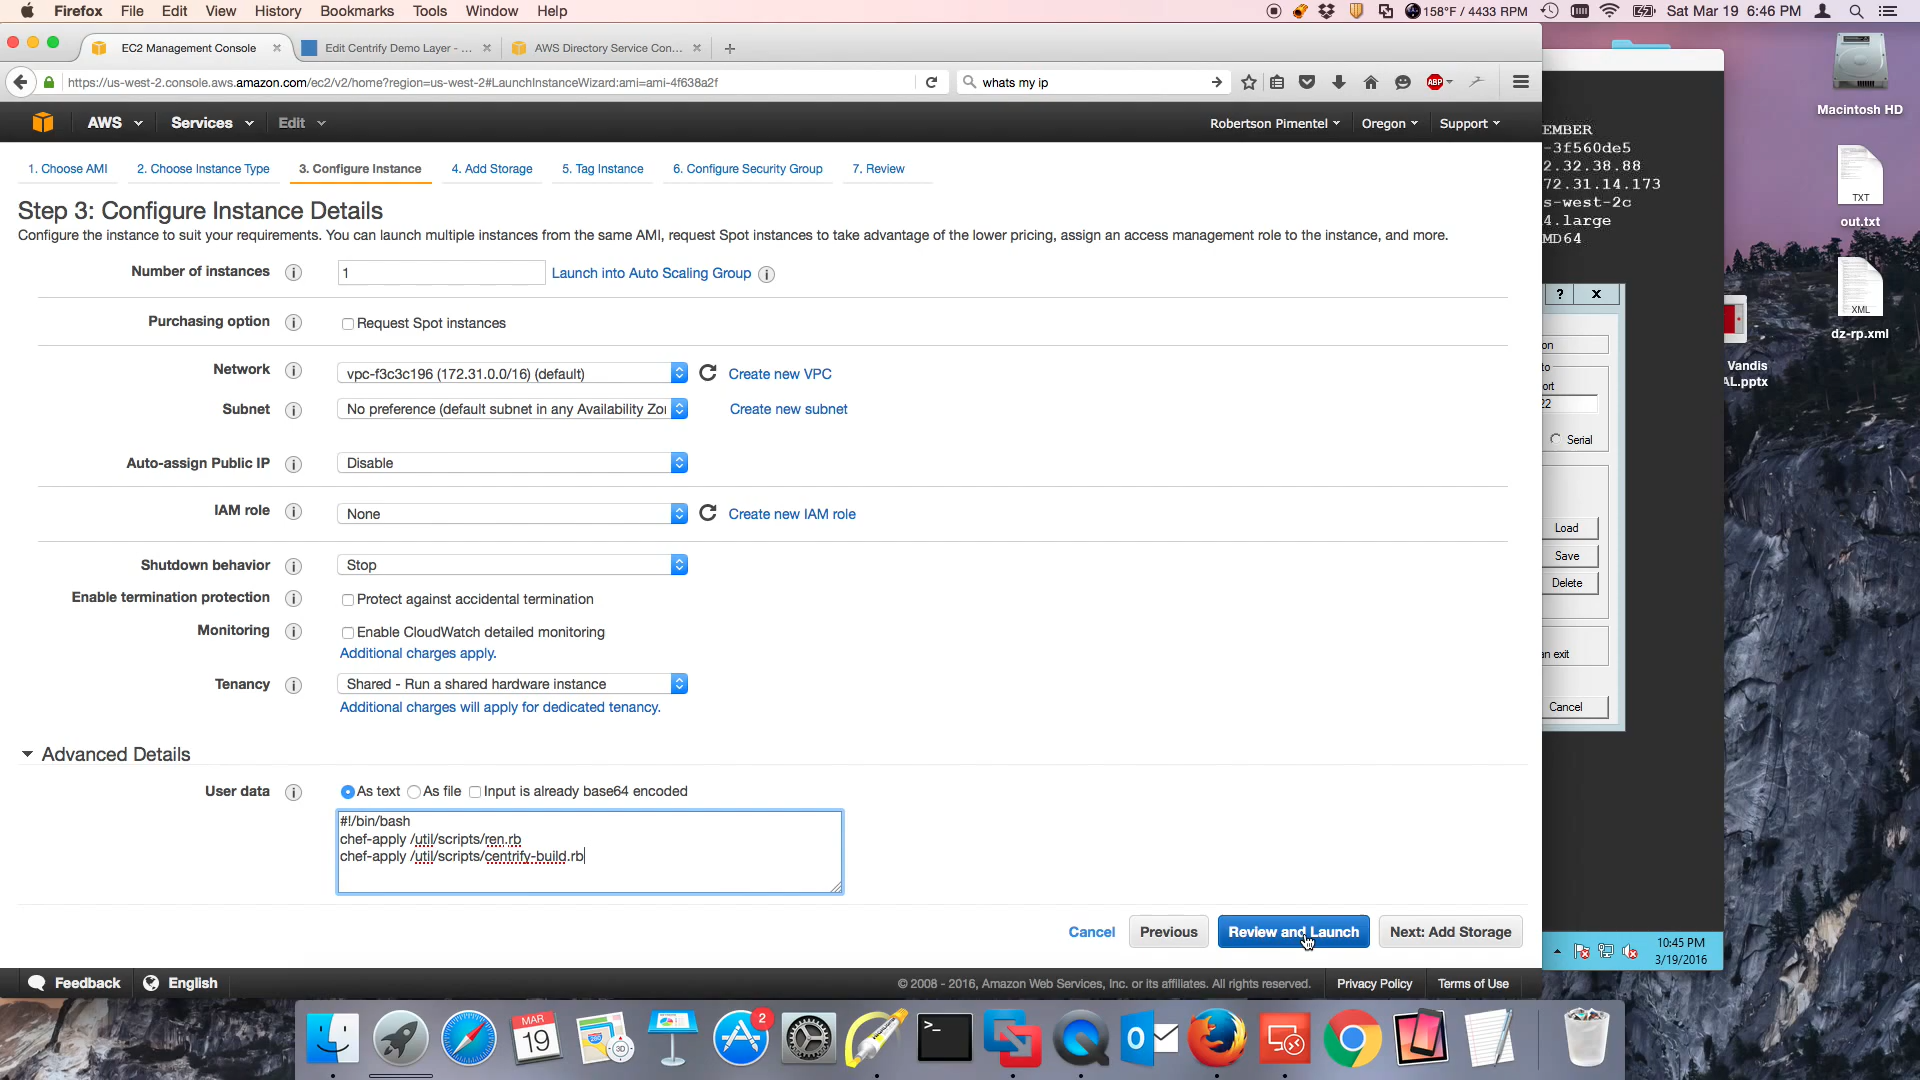 Firefox File Edit View History Bookmarks Tools Window Help
158°F / 4433 RPM Sat Mar 19 6:46 PM
EC2 Management Console
Edit Centrify Demo Layer - ...
AWS Directory Service Con...
https://us-west-2.console.aws.amazon.com/ec2/v2/home?region=us-west-2#LaunchInstanceWizard:ami=ami-4f638a2f
whats my ip
ABP
AWS Services Edit
Robertson Pimentel Oregon Support
1. Choose AMI 2. Choose Instance Type 3. Configure Instance 4. Add Storage 5. Tag Instance 6. Configure Security Group 7. Review
Step 3: Configure Instance Details
Configure the instance to suit your requirements. You can launch multiple instances from the same AMI, request Spot instances to take advantage of the lower pricing, assign an access management role to the instance, and more.
Number of instances 1 Launch into Auto Scaling Group
Purchasing option Request Spot instances
Network vpc-f3c3c196 (172.31.0.0/16) (default) Create new VPC
Subnet No preference (default subnet in any Availability Zo Create new subnet
Auto-assign Public IP Disable
IAM role None Create new IAM role
Shutdown behavior Stop
Enable termination protection Protect against accidental termination
Monitoring Enable CloudWatch detailed monitoring
Additional charges apply.
Tenancy Shared - Run a shared hardware instance
Additional charges will apply for dedicated tenancy.
Advanced Details
User data As text As file Input is already base64 encoded
#!/bin/bash
chef-apply /util/scripts/ren.rb
chef-apply /util/scripts/centrify-build.rb
Cancel Previous Review and Launch Next: Add Storage
Feedback English
© 2008 - 2016, Amazon Web Services, Inc. or its affiliates. All rights reserved. Privacy Policy Terms of Use
EMBER
-3f560de5
2.32.38.88
72.31.14.173
s-west-2c
4.large
MD64
? X
on
to
ort
22
Serial
Load
Save
Delete
an exit
Cancel
10:45 PM
3/19/2016
Macintosh HD
TXT
out.txt
XML
dz-rp.xml
Vandis
AL.pptx
MAR
19
280
3D
2
>_